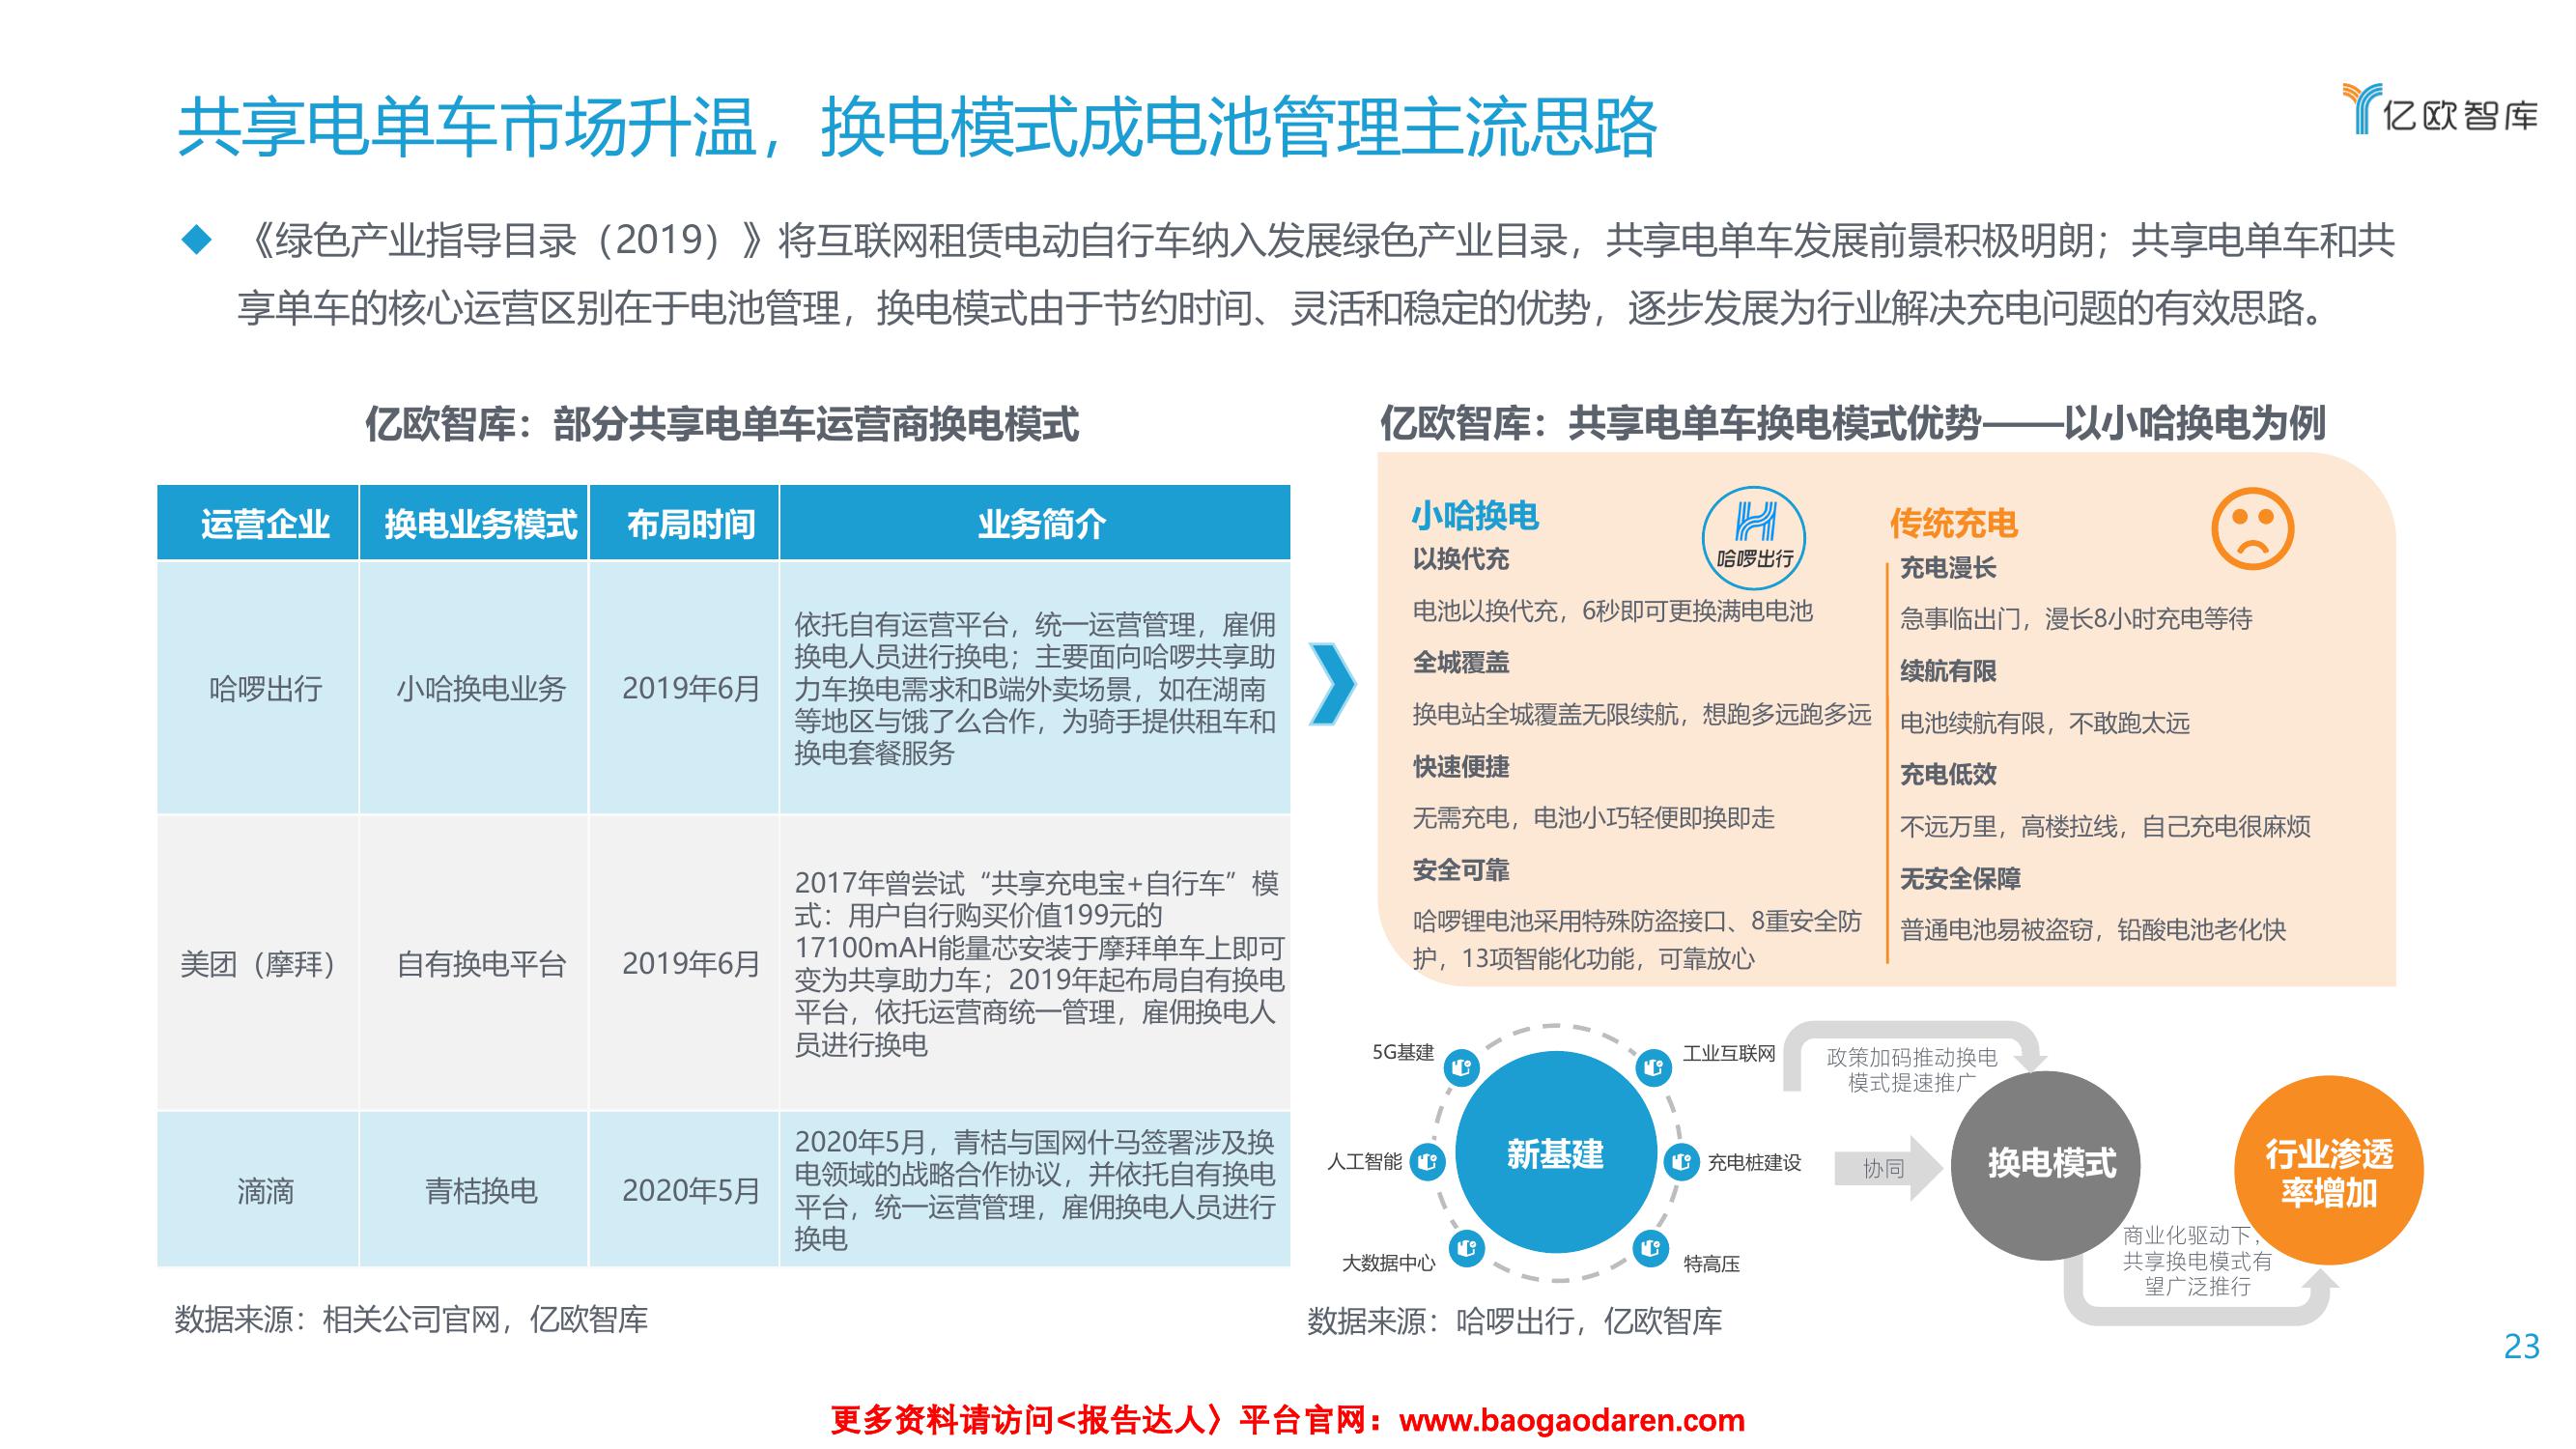 共享电单车市场升温，换电模式成电池管理主流思路
亿欧智库
《绿色产业指导目录（2019）》将互联网租赁电动自行车纳入发展绿色产业目录，共享电单车发展前景积极明朗；共享电单车和共
享单车的核心运营区别在于电池管理，换电模式由于节约时间、灵活和稳定的优势，逐步发展为行业解决充电问题的有效思路。
亿欧智库：部分共享电单车运营商换电模式
运营企业 换电业务模式 布局时间 业务简介
哈啰出行 小哈换电业务 2019年6月
依托自有运营平台，统一运营管理，雇佣
换电人员进行换电；主要面向哈啰共享助
力车换电需求和B端外卖场景，如在湖南
等地区与饿了么合作，为骑手提供租车和
换电套餐服务
美团（摩拜） 自有换电平台 2019年6月
2017年曾尝试“共享充电宝+自行车”模
式：用户自行购买价值199元的
17100mAH能量芯安装于摩拜单车上即可
变为共享助力车；2019年起布局自有换电
平台，依托运营商统一管理，雇佣换电人
员进行换电
滴滴 青桔换电 2020年5月
2020年5月，青桔与国网什马签署涉及换
电领域的战略合作协议，并依托自有换电
平台，统一运营管理，雇佣换电人员进行
换电
数据来源：相关公司官网，亿欧智库
亿欧智库：共享电单车换电模式优势——以小哈换电为例
小哈换电
哈啰出行
以换代充
电池以换代充，6秒即可更换满电电池
全城覆盖
换电站全城覆盖无限续航，想跑多远跑多远
快速便捷
无需充电，电池小巧轻便即换即走
安全可靠
哈啰锂电池采用特殊防盗接口、8重安全防
护，13项智能化功能，可靠放心
传统充电
充电漫长
急事临出门，漫长8小时充电等待
续航有限
电池续航有限，不敢跑太远
充电低效
不远万里，高楼拉线，自己充电很麻烦
无安全保障
普通电池易被盗窃，铅酸电池老化快
5G基建
人工智能
大数据中心
新基建
工业互联网
充电桩建设
特高压
政策加码推动换电
模式提速推广
协同
换电模式
商业化驱动下，
共享换电模式有
望广泛推行
行业渗透
率增加
数据来源：哈啰出行，亿欧智库
23
更多资料请访问<报告达人〉平台官网：www.baogaodaren.com